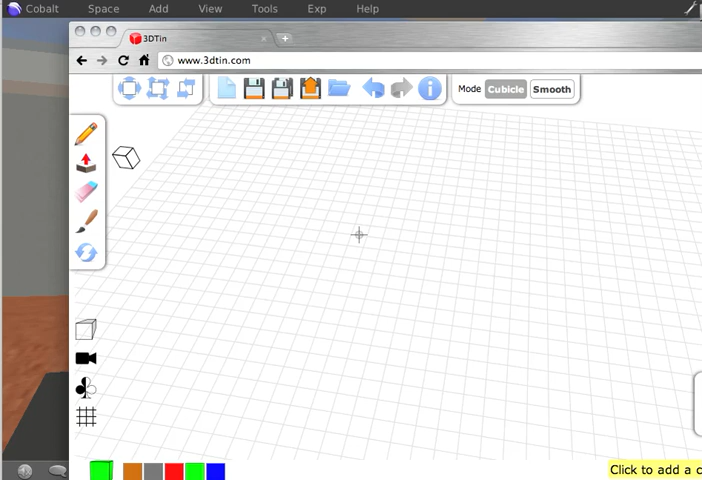 Cobalt Space Add View Tools Exp Help
3DTin
www.3dtin.com
Mode Cubicle Smooth
Click to add a c